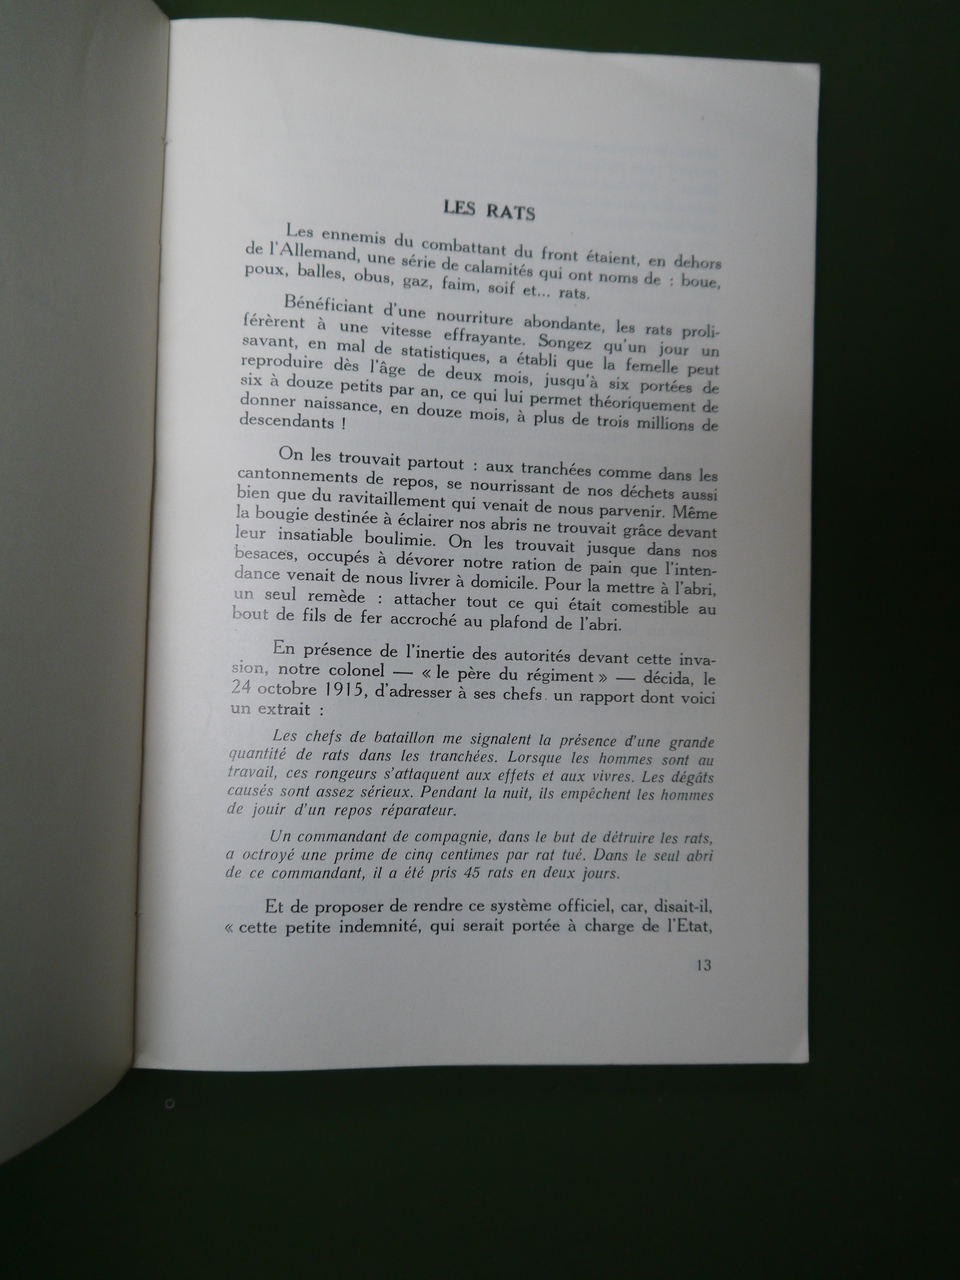 LES RATS
Les ennemis du combattant du front étaient, en dehors
de l'Allemand, une série de calamités qui ont noms de : boue,
poux, balles, obus, gaz, faim, soif et... rats.
Bénéficiant d'une nourriture abondante, les rats proli-
férèrent à une vitesse effrayante. Songez qu'un jour un
savant, en mal de statistiques, a établi que la femelle peut
reproduire dès l'âge de deux mois, jusqu'à six portées de
six à douze petits par an, ce qui lui permet théoriquement de
donner naissance, en douze mois, à plus de trois millions de
descendants !
On les trouvait partout : aux tranchées comme dans les
cantonnements de repos, se nourrissant de nos déchets aussi
bien que du ravitaillement qui venait de nous parvenir. Même
la bougie destinée à éclairer nos abris ne trouvait grâce devant
leur insatiable boulimie. On les trouvait jusque dans nos
besaces, occupés à dévorer notre ration de pain que l'inten-
dance venait de nous livrer à domicile. Pour la mettre à l'abri,
un seul remède : attacher tout ce qui était comestible au
bout de fils de fer accroché au plafond de l'abri.
En présence de l'inertie des autorités devant cette inva-
sion, notre colonel — « le père du régiment » — décida, le
24 octobre 1915, d'adresser à ses chefs un rapport dont voici
un extrait :
Les chefs de bataillon me signalent la présence d'une grande
quantité de rats dans les tranchées. Lorsque les hommes sont au
travail, ces rongeurs s'attaquent aux effets et aux vivres. Les dégâts
causés sont assez sérieux. Pendant la nuit, ils empêchent les hommes
de jouir d'un repos réparateur.
Un commandant de compagnie, dans le but de détruire les rats,
a octroyé une prime de cinq centimes par rat tué. Dans le seul abri
de ce commandant, il a été pris 45 rats en deux jours.
Et de proposer de rendre ce système officiel, car, disait-il,
« cette petite indemnité, qui serait portée à charge de l'Etat,
13